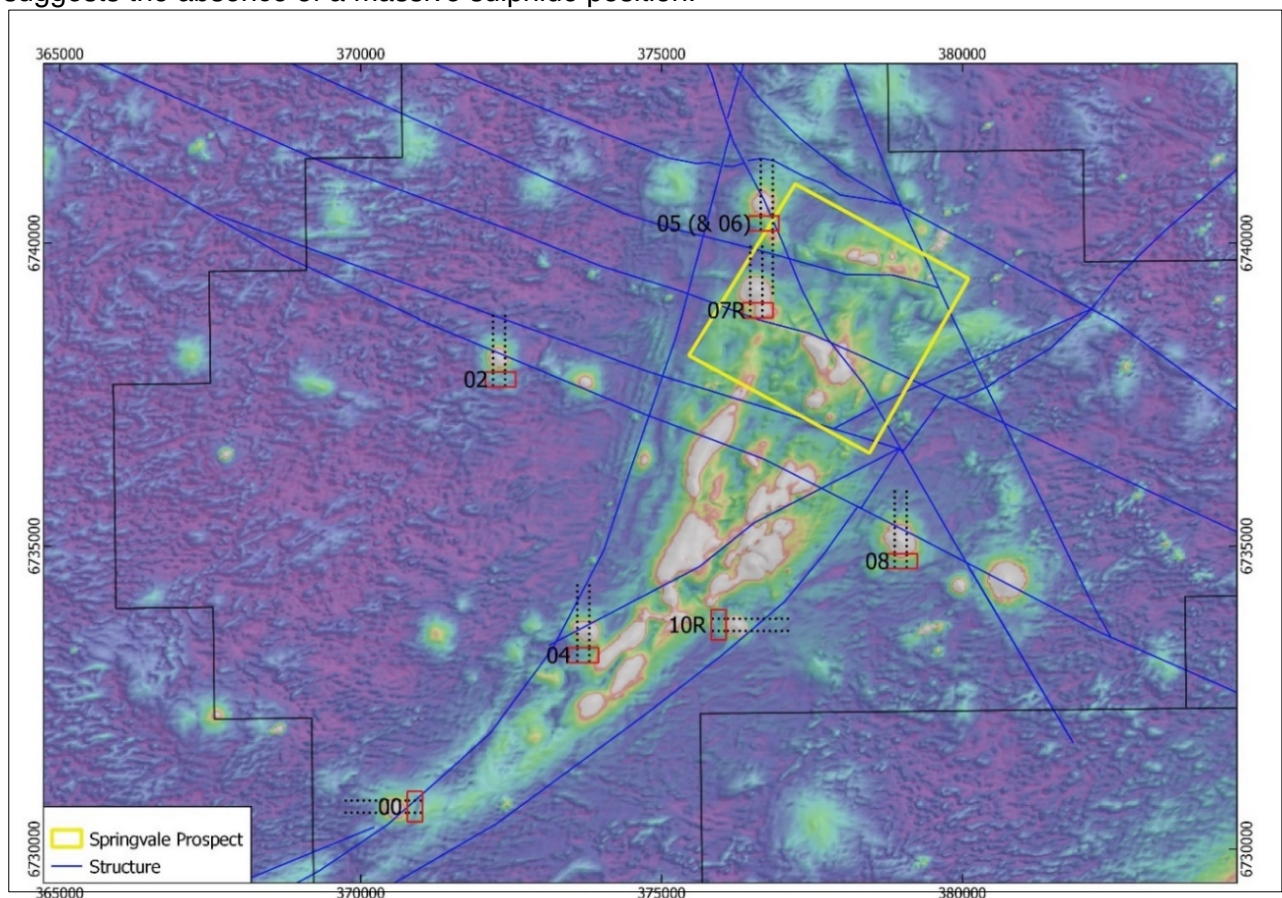 suggests the absence of a massive sulphide position.
365000 370000 375000 380000
6740000 6740000
05 (& 06)
07R
02
6735000 6735000
08
10R
04
00
6730000 6730000
Springvale Prospect
Structure
365000 370000 375000 380000